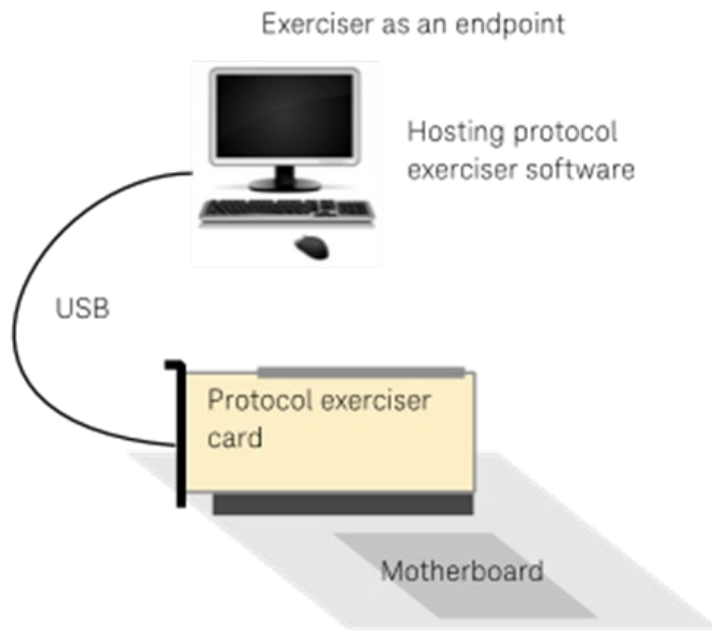 Exerciser as an endpoint
Hosting protocol
exerciser software
USB
Protocol exerciser
card
Motherboard